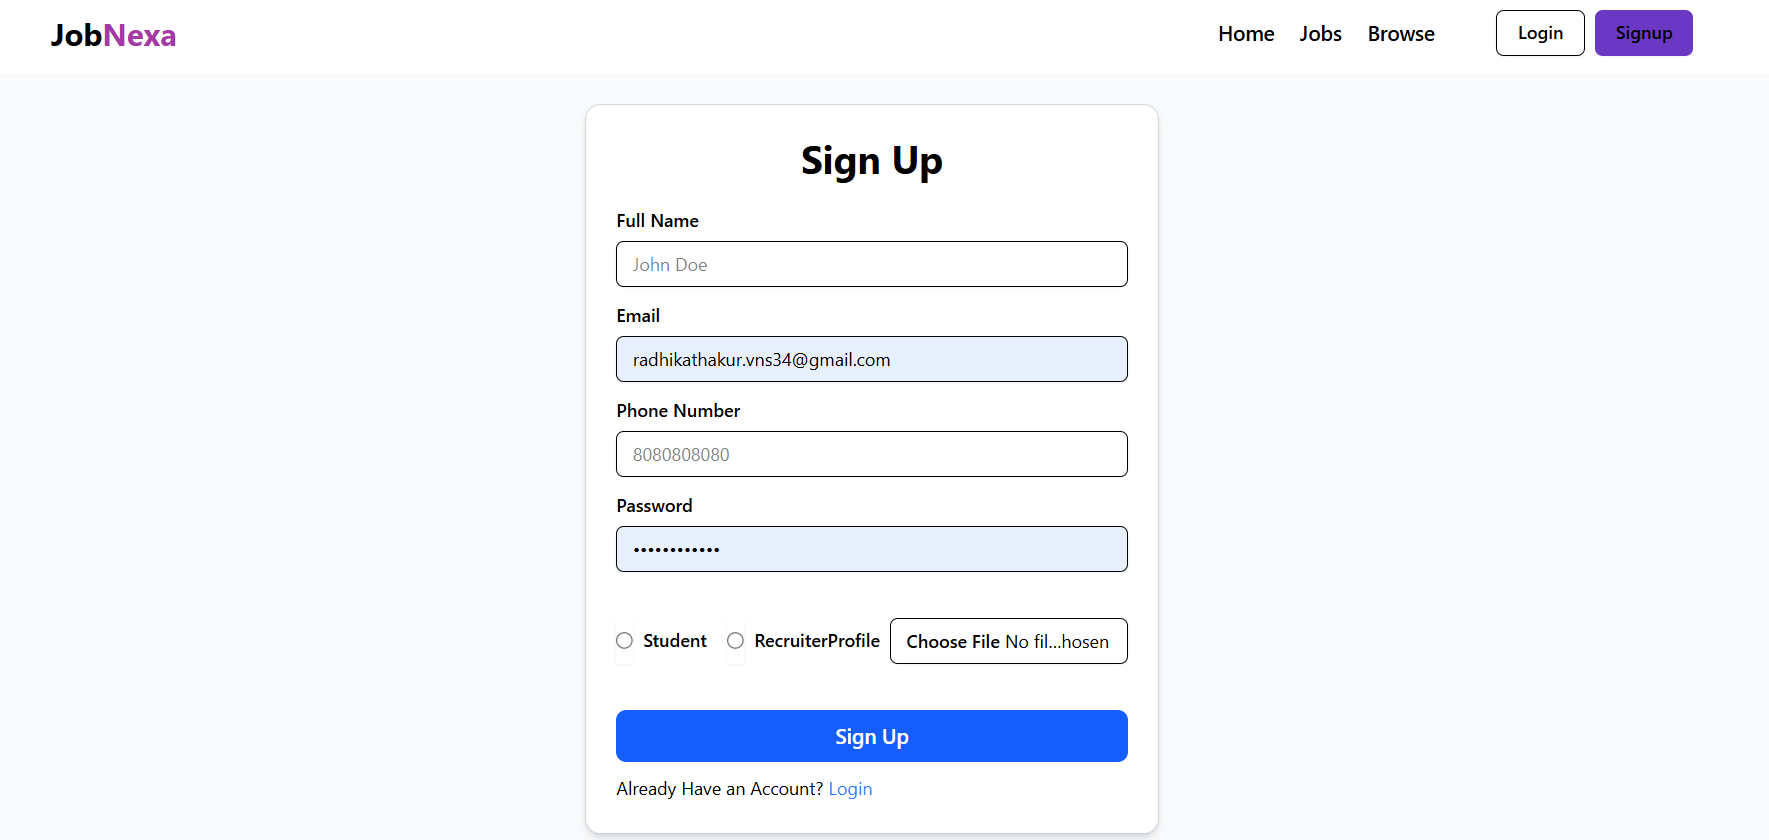 JobNexa Home Jobs Browse Login Signup
Sign Up
Full Name
John Doe
Email
radhikathakur.vns34@gmail.com
Phone Number
8080808080
Password
••••••••••••
Student RecruiterProfile Choose File No fil...hosen
Sign Up
Already Have an Account? Login